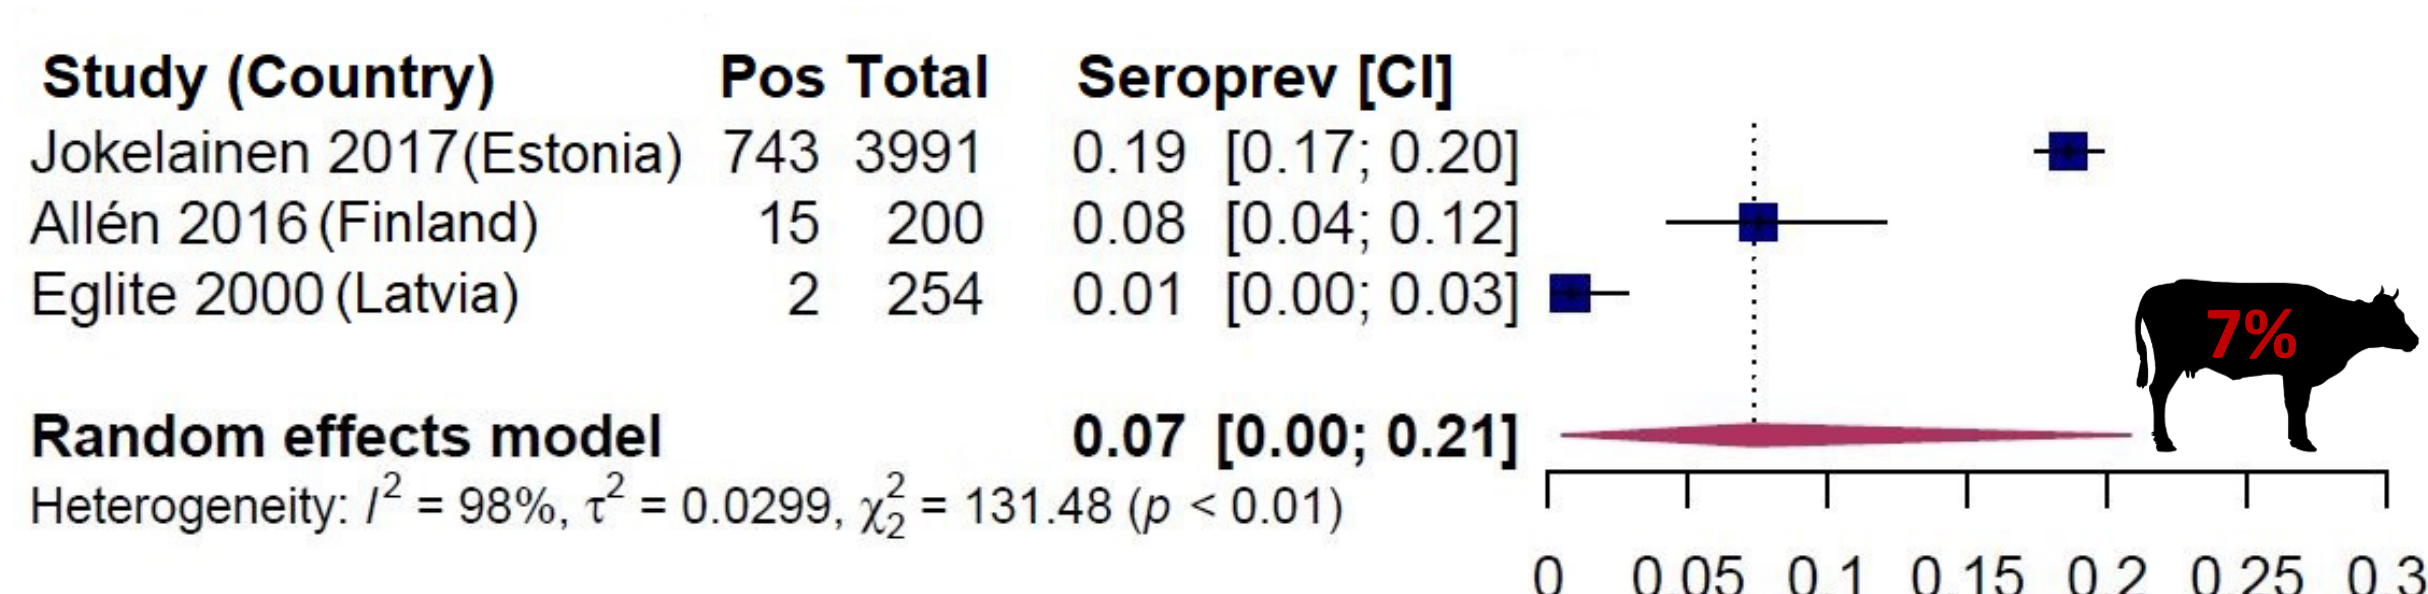 Study (Country) Pos Total Seroprev [CI]
Jokelainen 2017(Estonia) 743 3991 0.19 [0.17; 0.20]
Allén 2016(Finland) 15 200 0.08 [0.04; 0.12]
Eglite 2000(Latvia) 2 254 0.01 [0.00; 0.03]
7%
Random effects model 0.07 [0.00; 0.21]
Heterogeneity: I² = 98%, τ² = 0.0299, χ²₂ = 131.48 (p < 0.01)
0 0.05 0.1 0.15 0.2 0.25 0.3